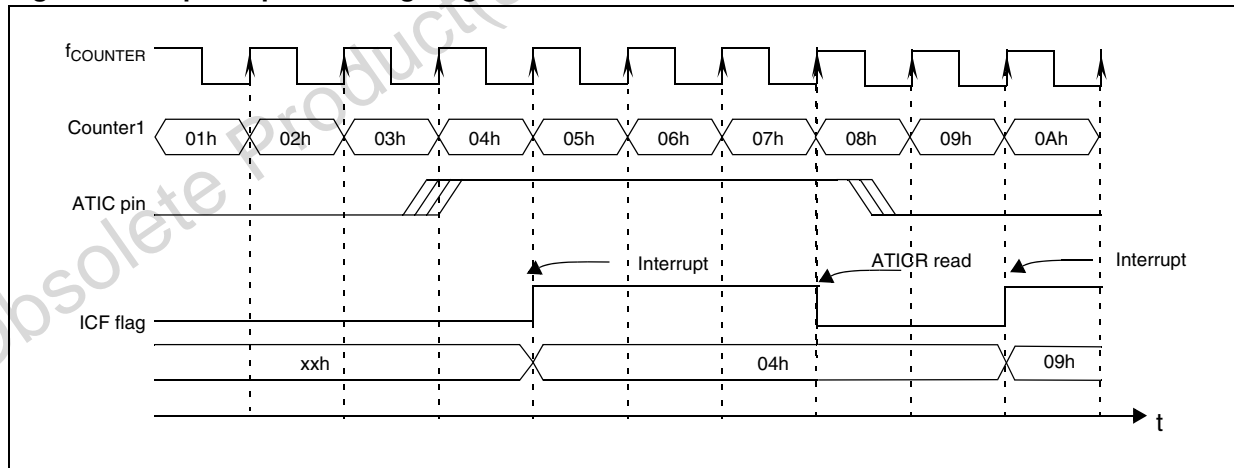 fCOUNTER
Counter1
01h 02h 03h 04h 05h 06h 07h 08h 09h 0Ah
ATIC pin
Interrupt ATICR read Interrupt
ICF flag
xxh 04h 09h
t